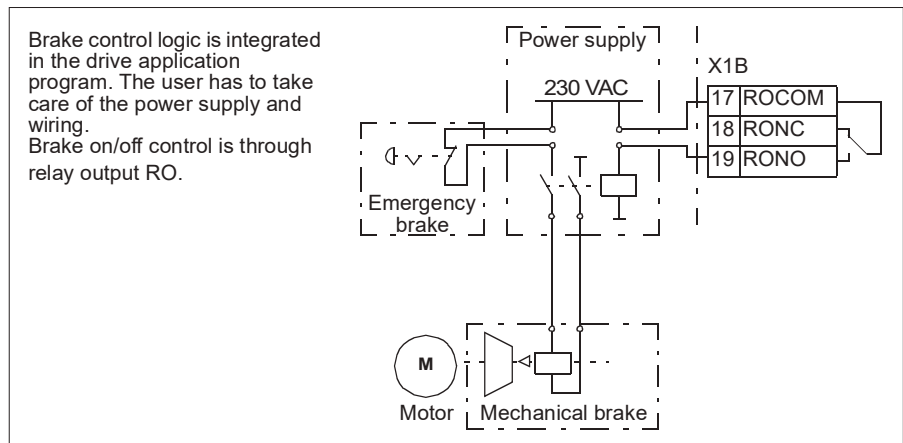 Brake control logic is integrated
in the drive application
program. The user has to take
care of the power supply and
wiring.
Brake on/off control is through
relay output RO.
Power supply
230 VAC
X1B
17 ROCOM
18 RONC
19 RONO
Emergency
brake
M
Motor
Mechanical brake